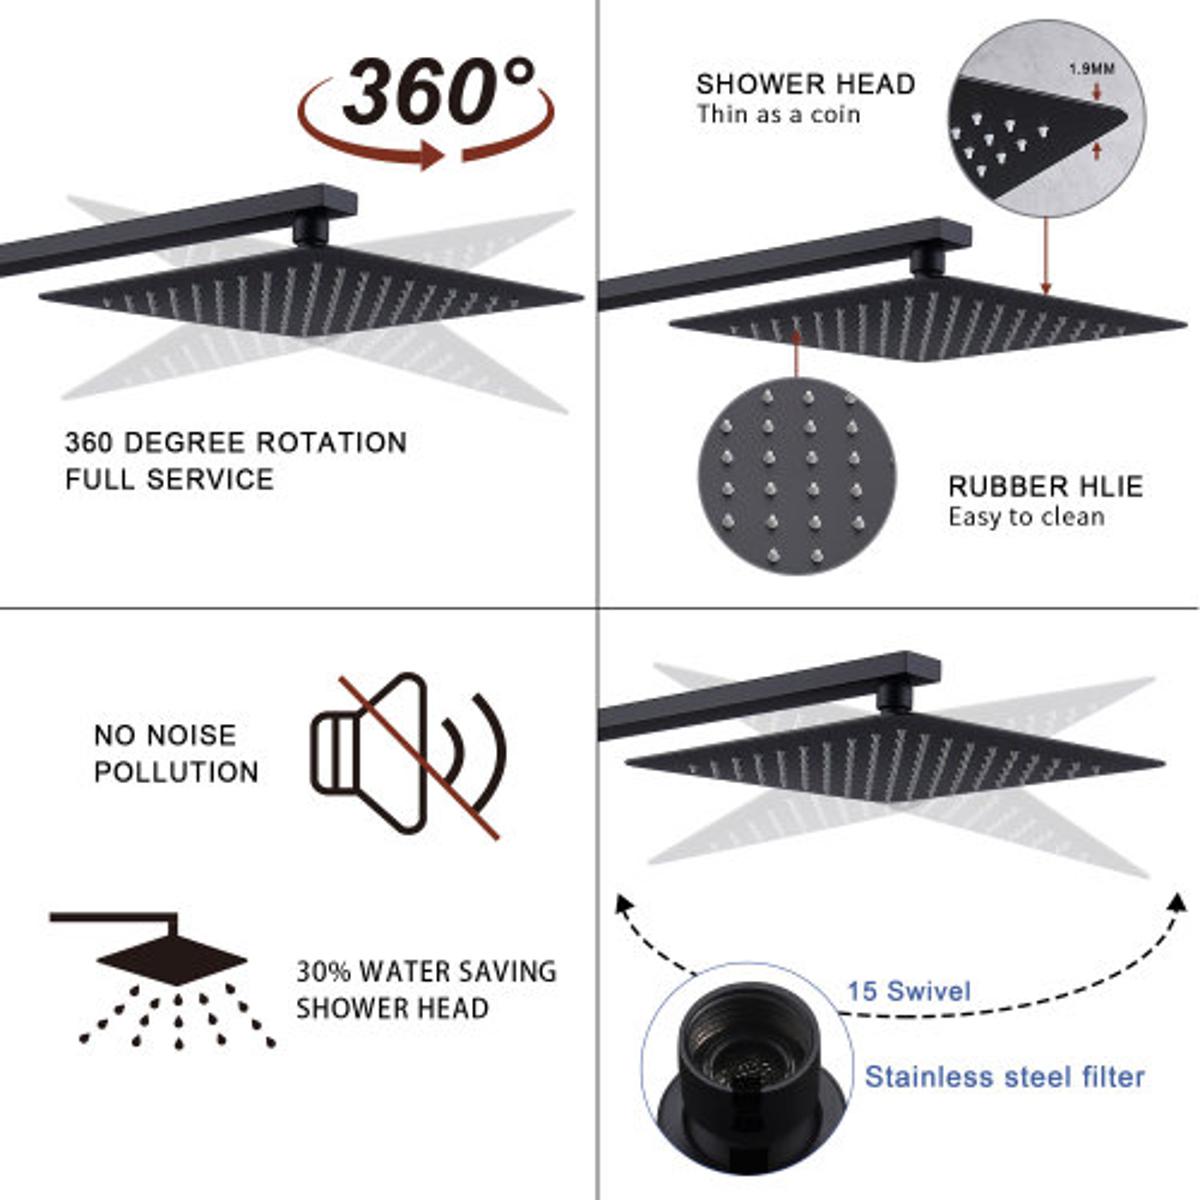 360°
360 DEGREE ROTATION
FULL SERVICE
SHOWER HEAD
Thin as a coin
1.9MM
RUBBER HLIE
Easy to clean
NO NOISE
POLLUTION
30% WATER SAVING
SHOWER HEAD
15 Swivel
Stainless steel filter